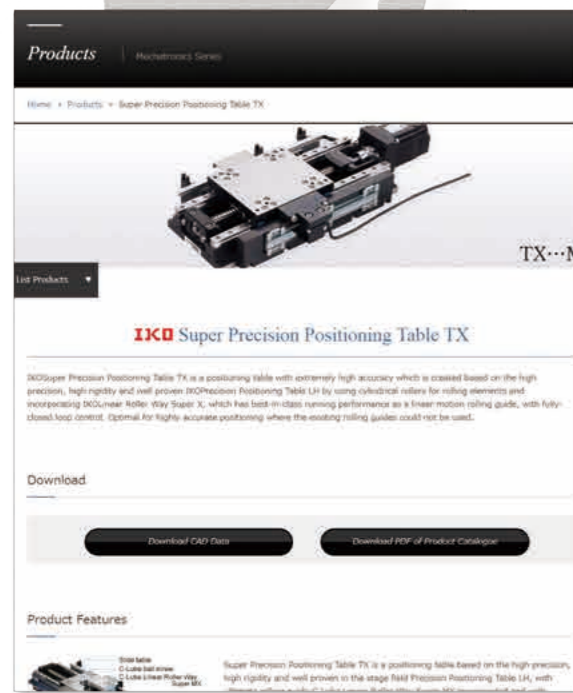 Products
Mechatronics Series
Home > Products > Super Precision Positioning Table TX
TX…M
List Products ▼
IKO Super Precision Positioning Table TX
IKOSuper Precision Positioning Table TX is a positioning table with extremely high accuracy which is created based on the high
precision, high rigidity and well proven IKOPrecision Positioning Table LH by using cylindrical rollers for rolling elements and
incorporating IKOLinear Roller Way Super X, which has best-in-class running performance as a linear motion rolling guide, with fully-
closed loop control. Optimal for highly accurate positioning where the existing rolling guides could not be used.
Download
Download CAD Data
Download PDF of Product Catalogue
Product Features
Slide table
C-Lube ball screw
C-Lube Linear Roller Way
Super MX
Super Precision Positioning Table TX is a positioning table based on the high precision,
high rigidity and well proven in the stage field Precision Positioning Table LH, with